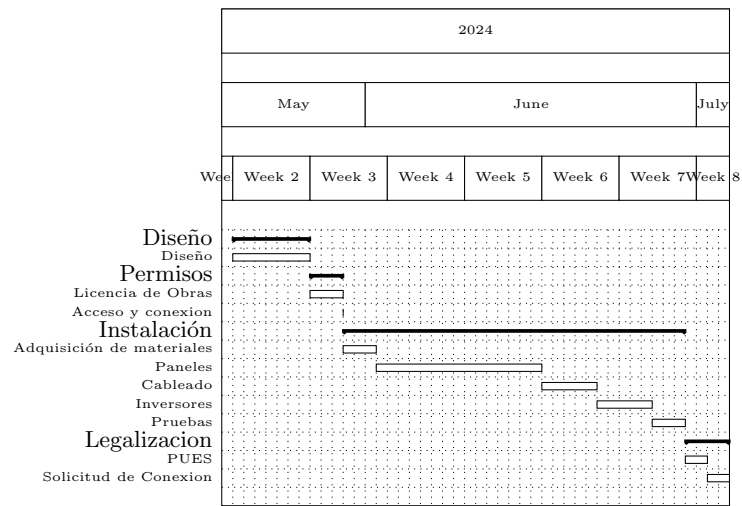 2024
May June July
Wee Week 2 Week 3 Week 4 Week 5 Week 6 Week 7 Week 8
Diseño
Diseño
Permisos
Licencia de Obras
Acceso y conexion
Instalación
Adquisición de materiales
Paneles
Cableado
Inversores
Pruebas
Legalizacion
PUES
Solicitud de Conexion